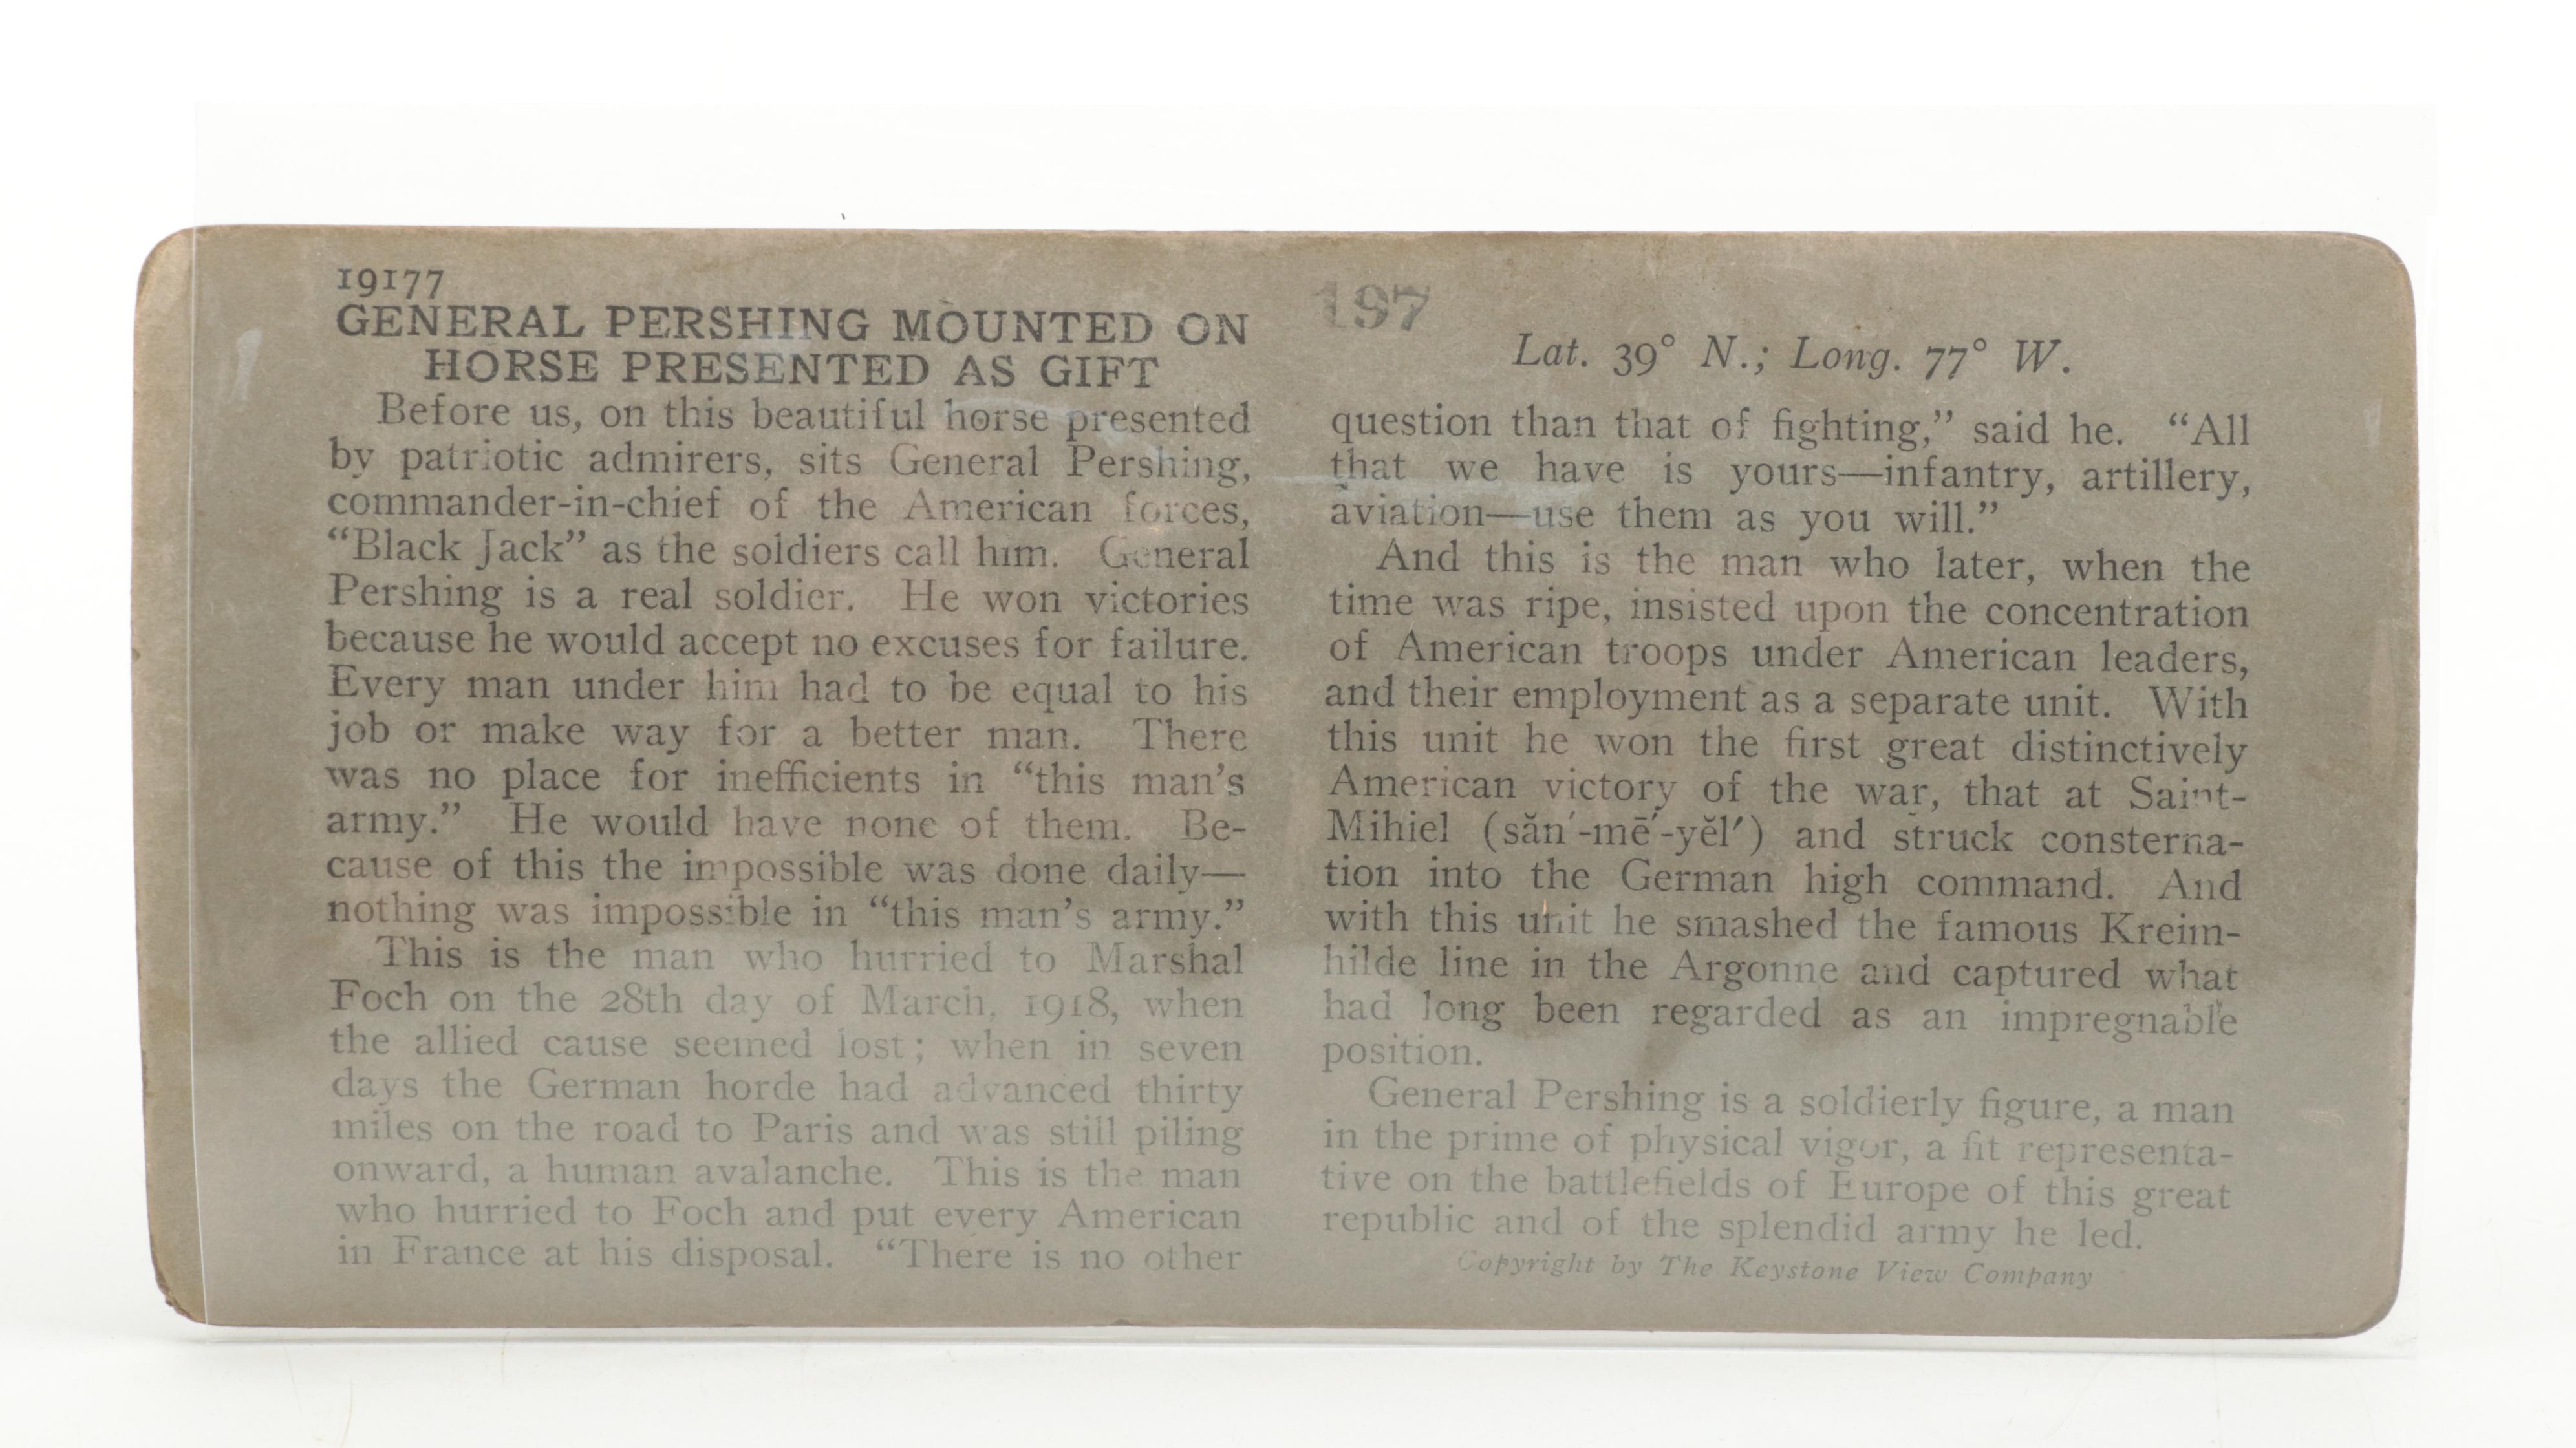 19177
GENERAL PERSHING MOUNTED ON
HORSE PRESENTED AS GIFT
Before us, on this beautiful horse presented
by patriotic admirers, sits General Pershing,
commander-in-chief of the American forces,
“Black Jack” as the soldiers call him. General
Pershing is a real soldier. He won victories
because he would accept no excuses for failure.
Every man under him had to be equal to his
job or make way for a better man. There
was no place for inefficients in “this man’s
army.” He would have none of them. Be-
cause of this the impossible was done daily—
nothing was impossible in “this man’s army.”
This is the man who hurried to Marshal
Foch on the 28th day of March, 1918, when
the allied cause seemed lost; when in seven
days the German horde had advanced thirty
miles on the road to Paris and was still piling
onward, a human avalanche. This is the man
who hurried to Foch and put every American
in France at his disposal. “There is no other
197
Lat. 39° N.; Long. 77° W.
question than that of fighting,” said he. “All
that we have is yours—infantry, artillery,
aviation—use them as you will.”
And this is the man who later, when the
time was ripe, insisted upon the concentration
of American troops under American leaders,
and their employment as a separate unit. With
this unit he won the first great distinctively
American victory of the war, that at Saint-
Mihiel (săn′-mē′-yĕl′) and struck consterna-
tion into the German high command. And
with this unit he smashed the famous Kreim-
hilde line in the Argonne and captured what
had long been regarded as an impregnable
position.
General Pershing is a soldierly figure, a man
in the prime of physical vigor, a fit representa-
tive on the battlefields of Europe of this great
republic and of the splendid army he led.
Copyright by The Keystone View Company